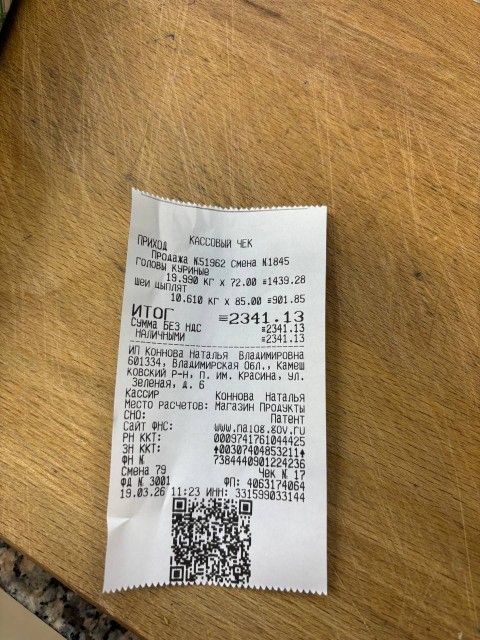 КАССОВЫЙ ЧЕК
ПРИХОД
Продажа №51962 Смена №1845
ГОЛОВЫ КУРИНЫЕ
19.990 кг x 72.00 ≡1439.28
ШЕИ ЦЫПЛЯТ
10.610 кг x 85.00 ≡901.85
ИТОГ ≡2341.13
СУММА БЕЗ НДС ≡2341.13
НАЛИЧНЫМИ ≡2341.13
ИП Коннова Наталья Владимировна
601334, Владимирская Обл., Камеш
ковский Р-н, П. им. Красина, ул.
Зеленая, д. 6
Кассир Коннова Наталья
Место расчетов: Магазин Продукты
СНО: Патент
Сайт ФНС: www.nalog.gov.ru
РН ККТ: 0009741761044425
ЗН ККТ: ♦00307404853211♦
ФН № 7384440901224236
Смена 79 Чек № 17
ФД № 3001 ФП: 4063174064
19.03.26 11:23 ИНН: 331599033144